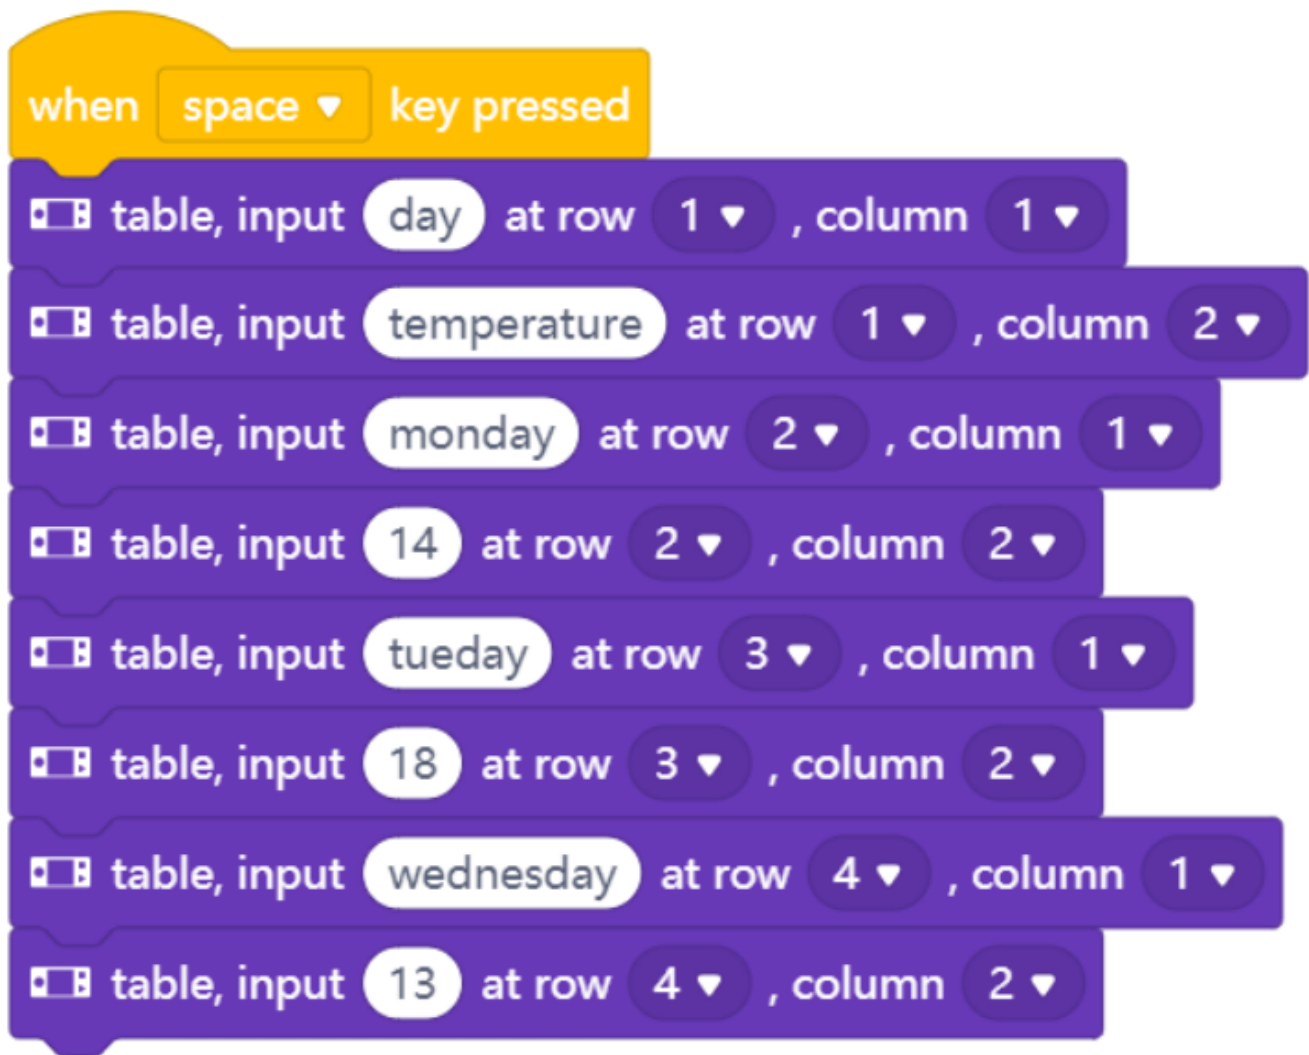 when space key pressed
table, input day at row 1 , column 1
table, input temperature at row 1 , column 2
table, input monday at row 2 , column 1
table, input 14 at row 2 , column 2
table, input tueday at row 3 , column 1
table, input 18 at row 3 , column 2
table, input wednesday at row 4 , column 1
table, input 13 at row 4 , column 2